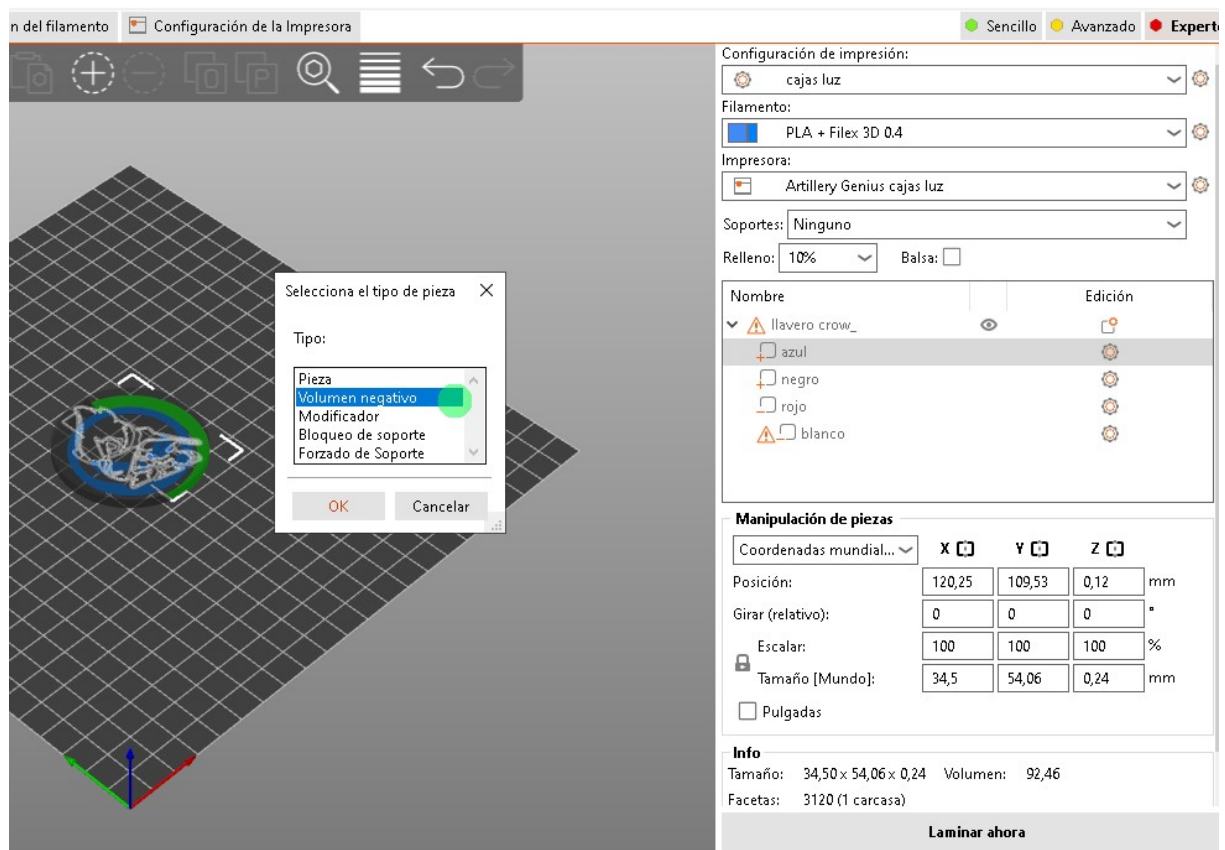 n del filamento Configuración de la Impresora Sencillo Avanzado Experto
Configuración de impresión:
cajas luz
Filamento:
PLA + Filex 3D 0.4
Impresora:
Artillery Genius cajas luz
Soportes: Ninguno
Relleno: 10% Balsa:
Nombre Edición
llavero crow_
azul
negro
rojo
blanco
Selecciona el tipo de pieza
Tipo:
Pieza
Volumen negativo
Modificador
Bloqueo de soporte
Forzado de Soporte
OK Cancelar
Manipulación de piezas
Coordenadas mundial... X Y Z
Posición: 120,25 109,53 0,12 mm
Girar (relativo): 0 0 0 °
Escalar: 100 100 100 %
Tamaño [Mundo]: 34,5 54,06 0,24 mm
Pulgadas
Info
Tamaño: 34,50 x 54,06 x 0,24 Volumen: 92,46
Facetas: 3120 (1 carcasa)
Laminar ahora